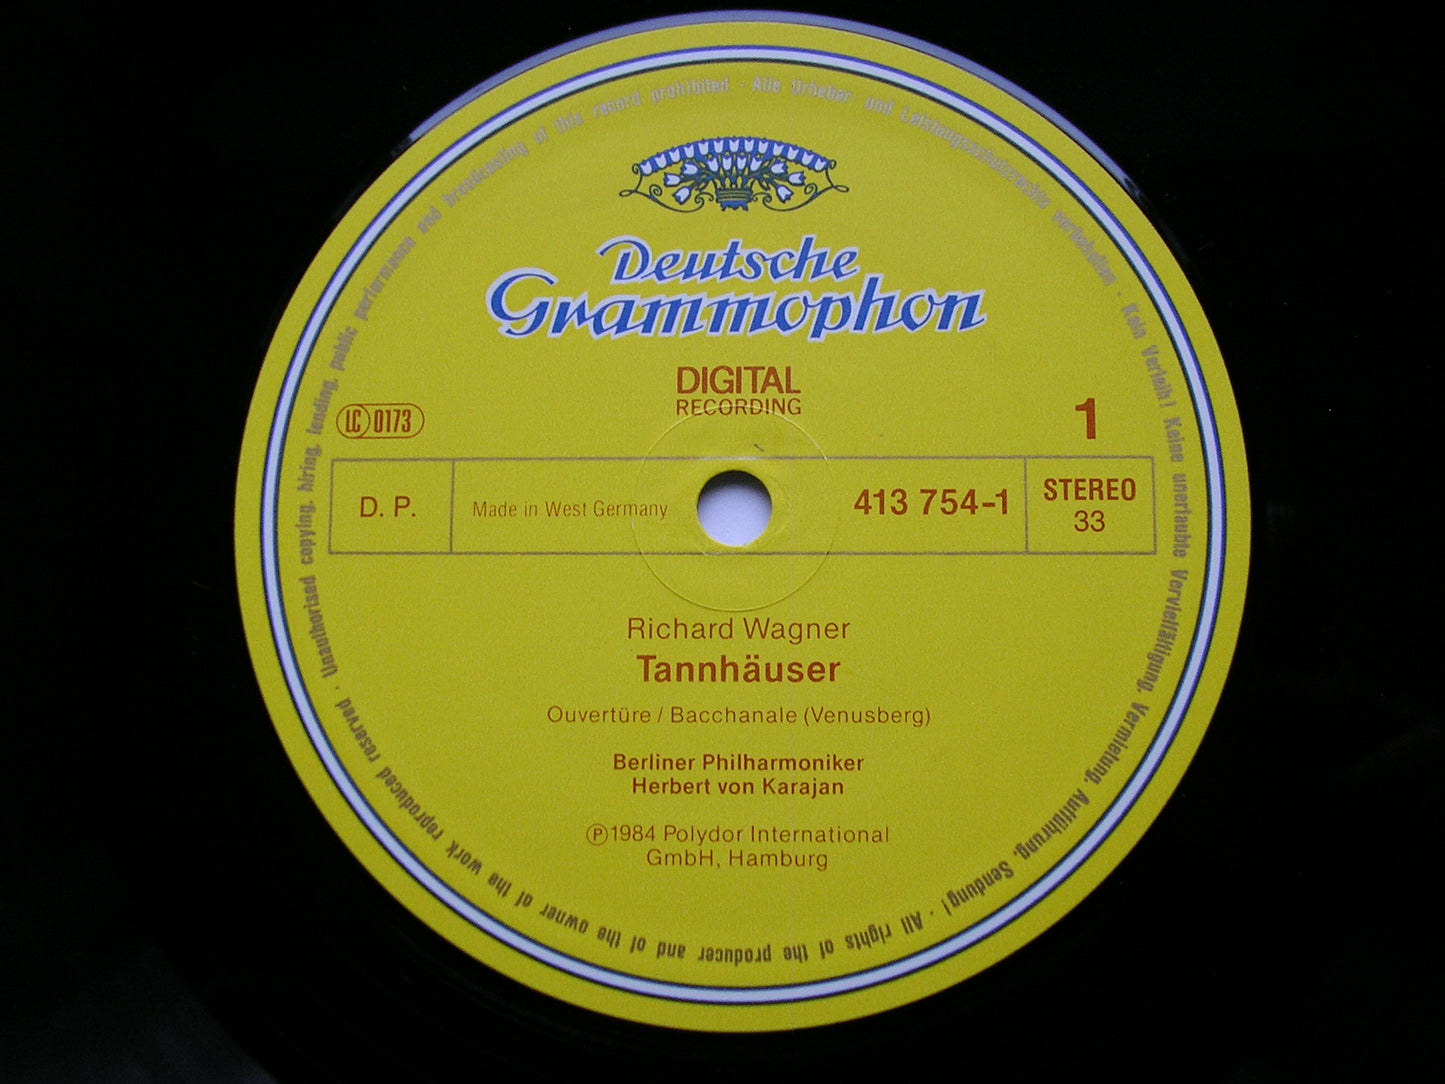 Deutsche
Grammophon
DIGITAL
RECORDING
LC 0173
1
D. P.
Made in West Germany
413 754-1
STEREO
33
Richard Wagner
Tannhäuser
Ouvertüre / Bacchanale (Venusberg)
Berliner Philharmoniker
Herbert von Karajan
℗ 1984 Polydor International
GmbH, Hamburg
Alle Urheber- und Leistungsschutzrechte vorbehalten · Kein Verleih! Keine unerlaubte Vervielfältigung, Vermietung, Aufführung, Sendung! · All rights of the producer and of the owner of the work reproduced reserved · Unauthorised copying, hiring, lending, public performance and broadcasting of this record prohibited ·